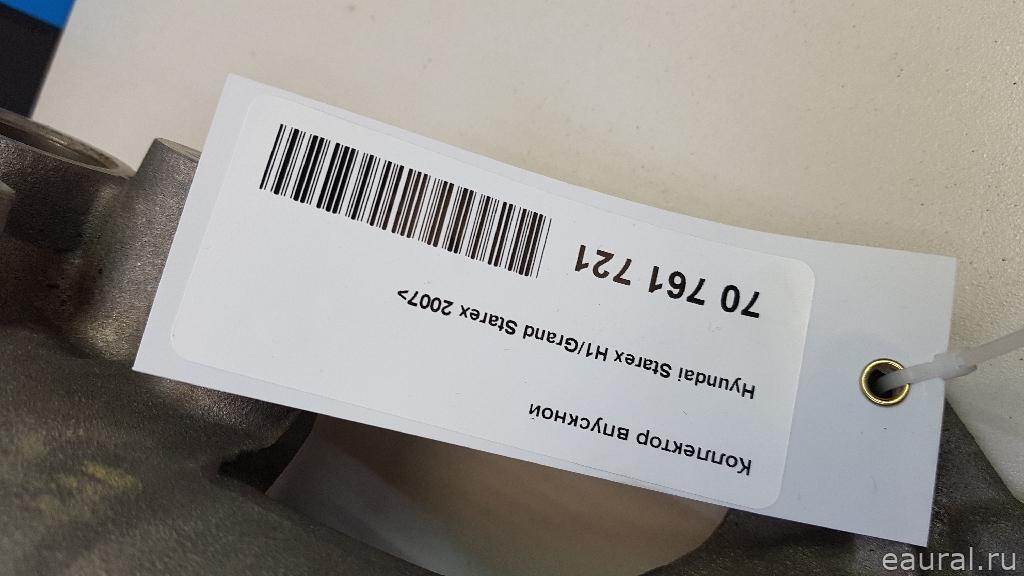 Коллектор впускной
Hyundai Starex H1/Grand Starex 2007>
70 761 721
eaural.ru